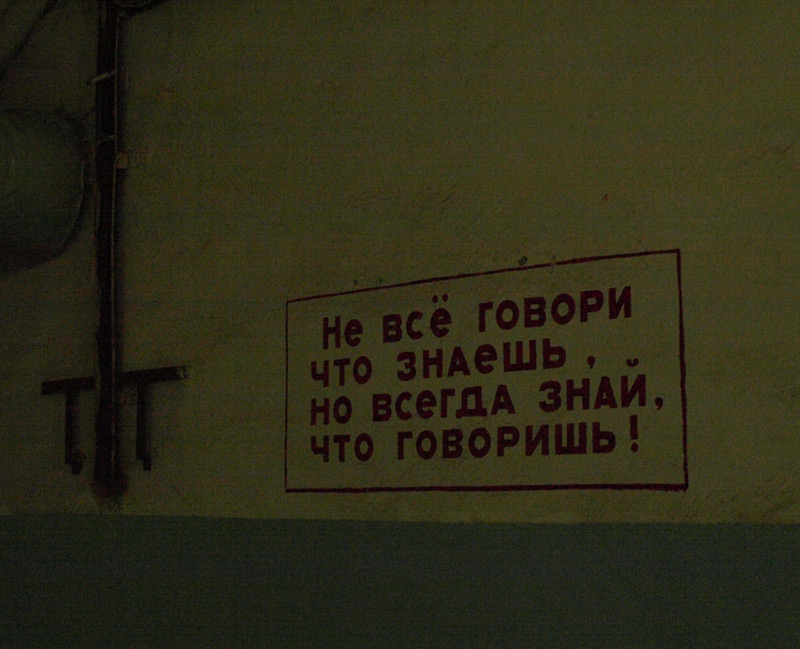 Не всё говори
что знаешь ,
но всегда знай,
что говоришь!